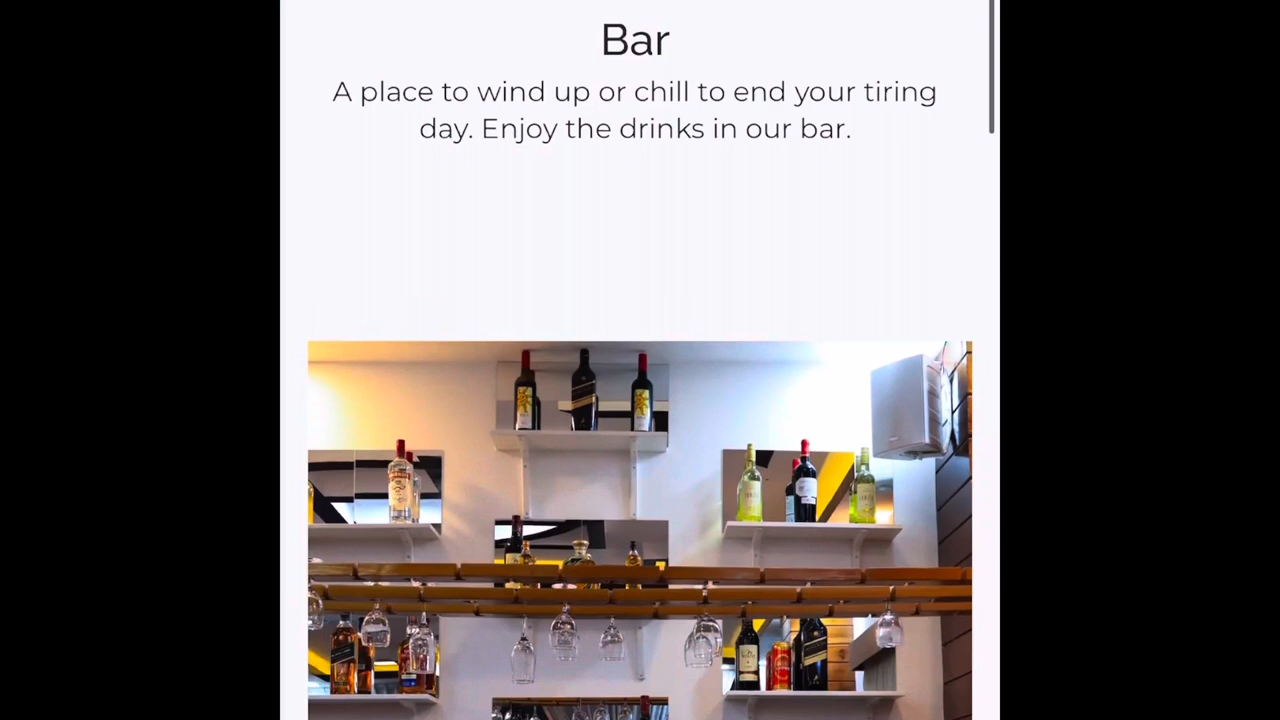 Bar
A place to wind up or chill to end your tiring
day. Enjoy the drinks in our bar.